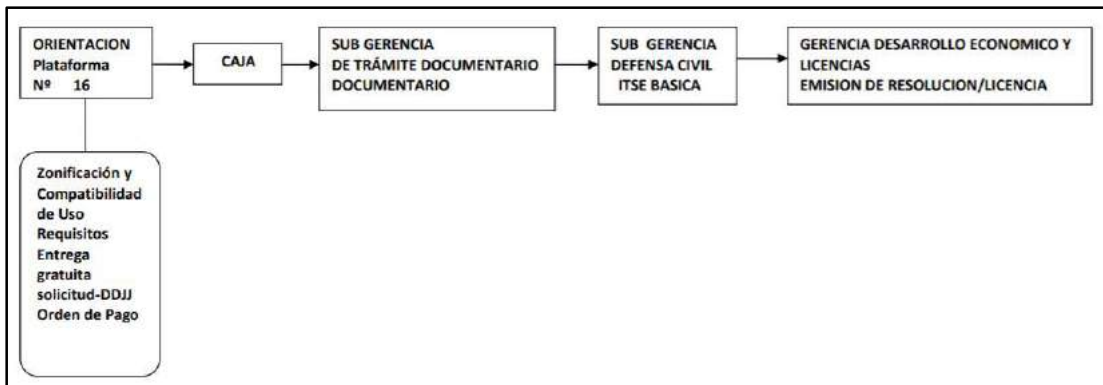 ORIENTACION
Plataforma
Nº 16
CAJA
SUB GERENCIA
DE TRÁMITE DOCUMENTARIO
DOCUMENTARIO
SUB GERENCIA
DEFENSA CIVIL
ITSE BASICA
GERENCIA DESARROLLO ECONOMICO Y
LICENCIAS
EMISION DE RESOLUCION/LICENCIA
Zonificación y
Compatibilidad
de Uso
Requisitos
Entrega
gratuita
solicitud-DDJJ
Orden de Pago